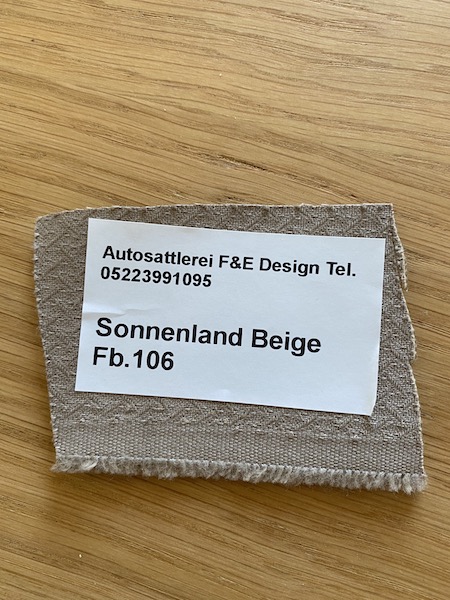 Autosattlerei F&E Design Tel.
05223991095
Sonnenland Beige
Fb.106